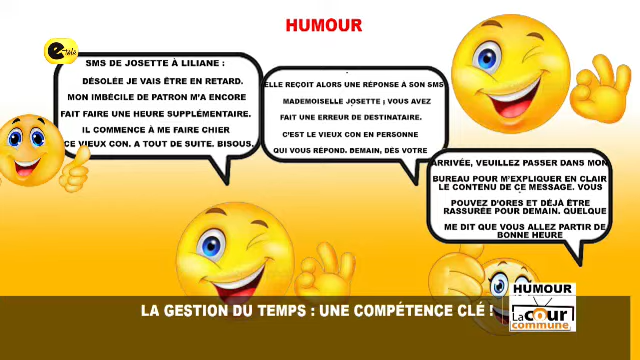 HUMOUR
e-télé
SMS DE JOSETTE À LILIANE :
DÉSOLÉE JE VAIS ÊTRE EN RETARD.
MON IMBÉCILE DE PATRON M'A ENCORE
FAIT FAIRE UNE HEURE SUPPLÉMENTAIRE.
IL COMMENCE À ME FAIRE CHIER
CE VIEUX CON. A TOUT DE SUITE. BISOUS.
ELLE REÇOIT ALORS UNE RÉPONSE À SON SMS
MADEMOISELLE JOSETTE ; VOUS AVEZ
FAIT UNE ERREUR DE DESTINATAIRE.
C'EST LE VIEUX CON EN PERSONNE
QUI VOUS RÉPOND. DEMAIN, DÈS VOTRE
ARRIVÉE, VEUILLEZ PASSER DANS MON
BUREAU POUR M'EXPLIQUER EN CLAIR
LE CONTENU DE CE MESSAGE. VOUS
POUVEZ D'ORES ET DÉJÀ ÊTRE
RASSURÉE POUR DEMAIN. QUELQUE
ME DIT QUE VOUS ALLEZ PARTIR DE
BONNE HEURE
LA GESTION DU TEMPS : UNE COMPÉTENCE CLÉ !
HUMOUR
La cour
commune